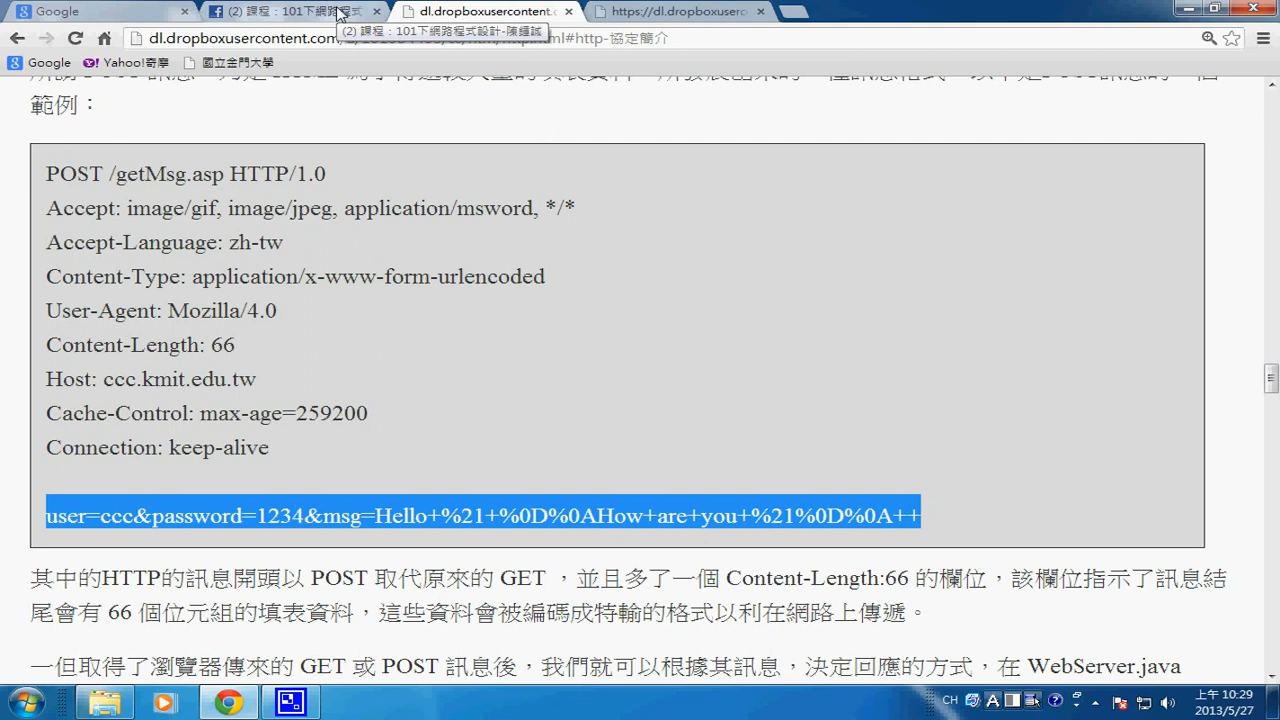 Google
(2) 課程：101下網路程式
dl.dropboxusercontent.c
https://dl.dropboxuserc
(2) 課程：101下網路程式設計-陳鍾誠
dl.dropboxusercontent.com/
ml#http-協定簡介
Google
Yahoo!奇摩
國立金門大學
範例：
POST /getMsg.asp HTTP/1.0
Accept: image/gif, image/jpeg, application/msword, */*
Accept-Language: zh-tw
Content-Type: application/x-www-form-urlencoded
User-Agent: Mozilla/4.0
Content-Length: 66
Host: ccc.kmit.edu.tw
Cache-Control: max-age=259200
Connection: keep-alive
user=ccc&password=1234&msg=Hello+%21+%0D%0AHow+are+you+%21%0D%0A++
其中的HTTP的訊息開頭以 POST 取代原來的 GET ，並且多了一個 Content-Length:66 的欄位，該欄位指示了訊息結
尾會有 66 個位元組的填表資料，這些資料會被編碼成特輸的格式以利在網路上傳遞。
一但取得了瀏覽器傳來的 GET 或 POST 訊息後，我們就可以根據其訊息，決定回應的方式，在 WebServer.java
CH
上午 10:29
2013/5/27